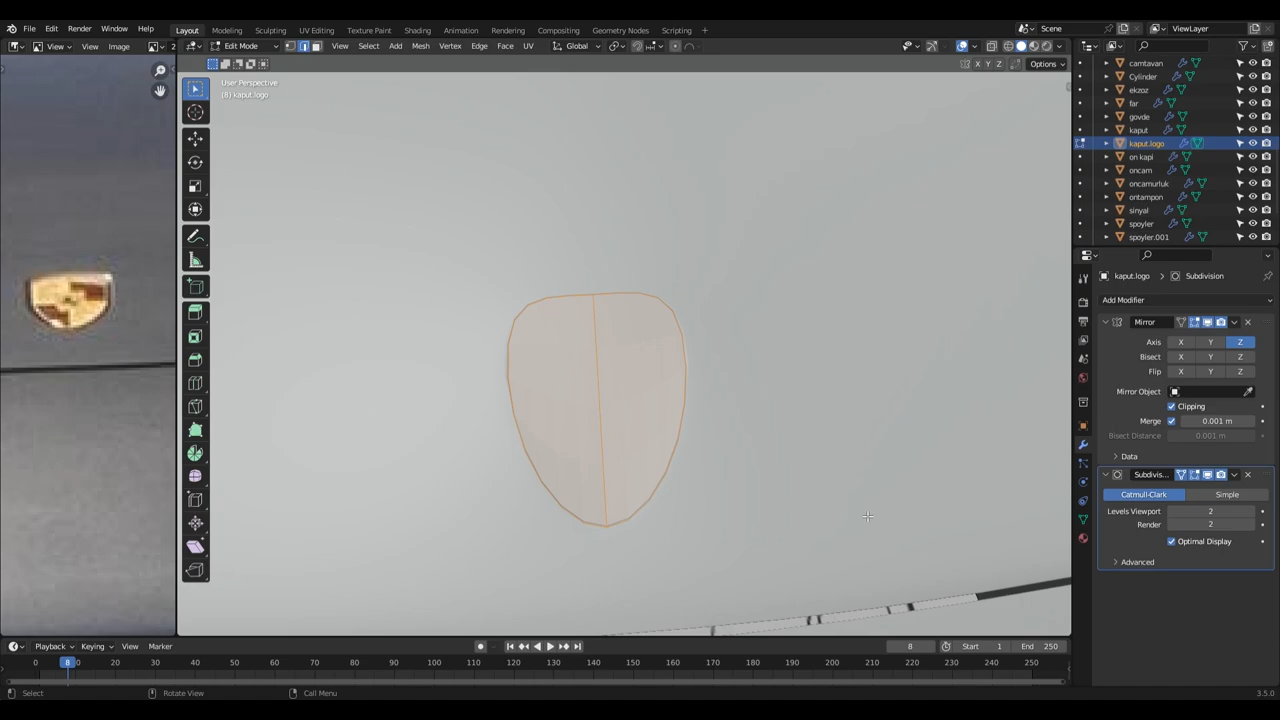 File Edit Render Window Help Layout Modeling Sculpting UV Editing Texture Paint Shading Animation Rendering Compositing Geometry Nodes Scripting Scene ViewLayer
View View Image 2 Edit Mode View Select Add Mesh Vertex Edge Face UV Global
X Y Z Options
User Perspective
(8) kaput.logo
camtavan
Cylinder
ekzoz
far
govde
kaput
kaput.logo
on kapi
oncam
oncamurluk
ontampon
sinyal
spoyler
spoyler.001
kaput.logo Subdivision
Add Modifier
Mirror
Axis X Y Z
Bisect X Y Z
Flip X Y Z
Mirror Object
Clipping
Merge 0.001 m
Bisect Distance 0.001 m
Data
Subdivis...
Catmull-Clark Simple
Levels Viewport 2
Render 2
Optimal Display
Advanced
Playback Keying View Marker 8 Start 1 End 250
0 8 20 30 40 50 60 70 80 90 100 110 120 130 140 150 160 170 180 190 200 210 220 230 240 250
Select Rotate View Call Menu 3.5.0